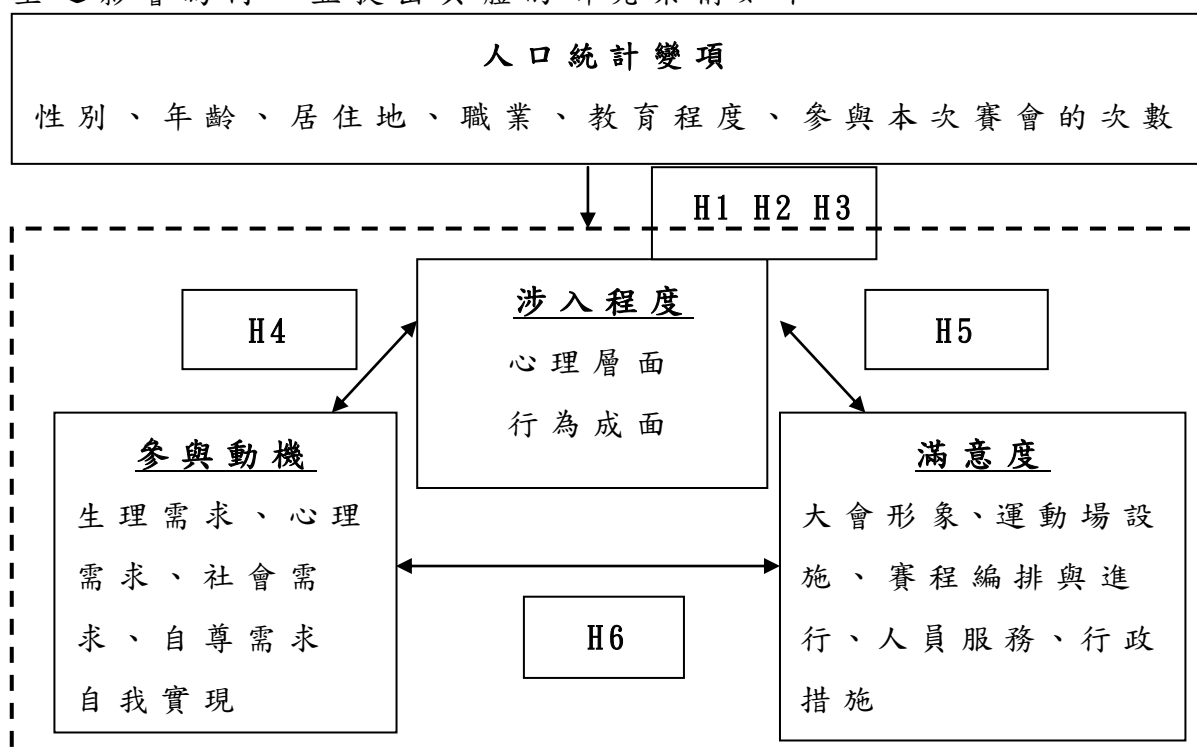 人口統計變項
性別、年齡、居住地、職業、教育程度、參與本次賽會的次數
H1 H2 H3
涉入程度
心理層面
行為成面
H4
H5
參與動機
生理需求、心理
需求、社會需
求、自尊需求
自我實現
滿意度
大會形象、運動場設
施、賽程編排與進
行、人員服務、行政
措施
H6